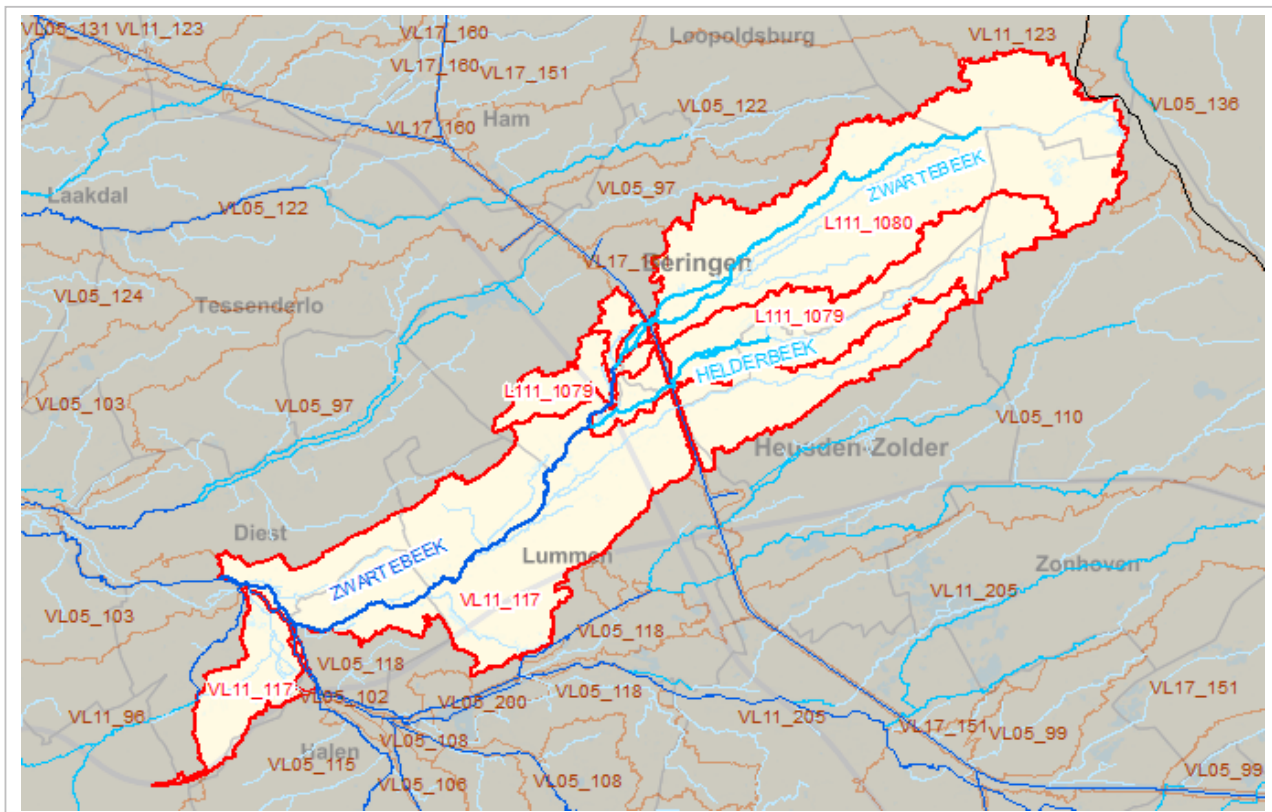 VL05_131 VL11_123
VL17_160
Leopoldsburg
VL11_123
VL17_160
VL17_151
VL05_136
VL05_122
Ham
VL17_160
ZWARTEBEEK
Laakdal
VL05_97
VL05_122
L111_1080
VL17_1
Beringen
VL05_124
Tessenderlo
L111_1079
HELDERBEEK
L111_1079
VL05_103
VL05_97
VL05_110
Heusden-Zolder
Diest
ZWARTEBEEK
Lummen
Zonhoven
VL11_117
VL11_205
VL05_103
VL05_118
VL05_118
VL11_117
VL05_102
VL05_200
VL05_118
VL17_151
VL11_96
VL11_205
VL17_151
VL05_99
VL05_108
Halen
VL05_115
VL05_106
VL05_108
VL05_99